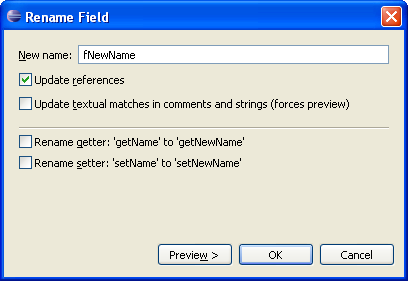 Rename Field
New name: fNewName
Update references
Update textual matches in comments and strings (forces preview)
Rename getter: 'getName' to 'getNewName'
Rename setter: 'setName' to 'setNewName'
Preview > OK Cancel